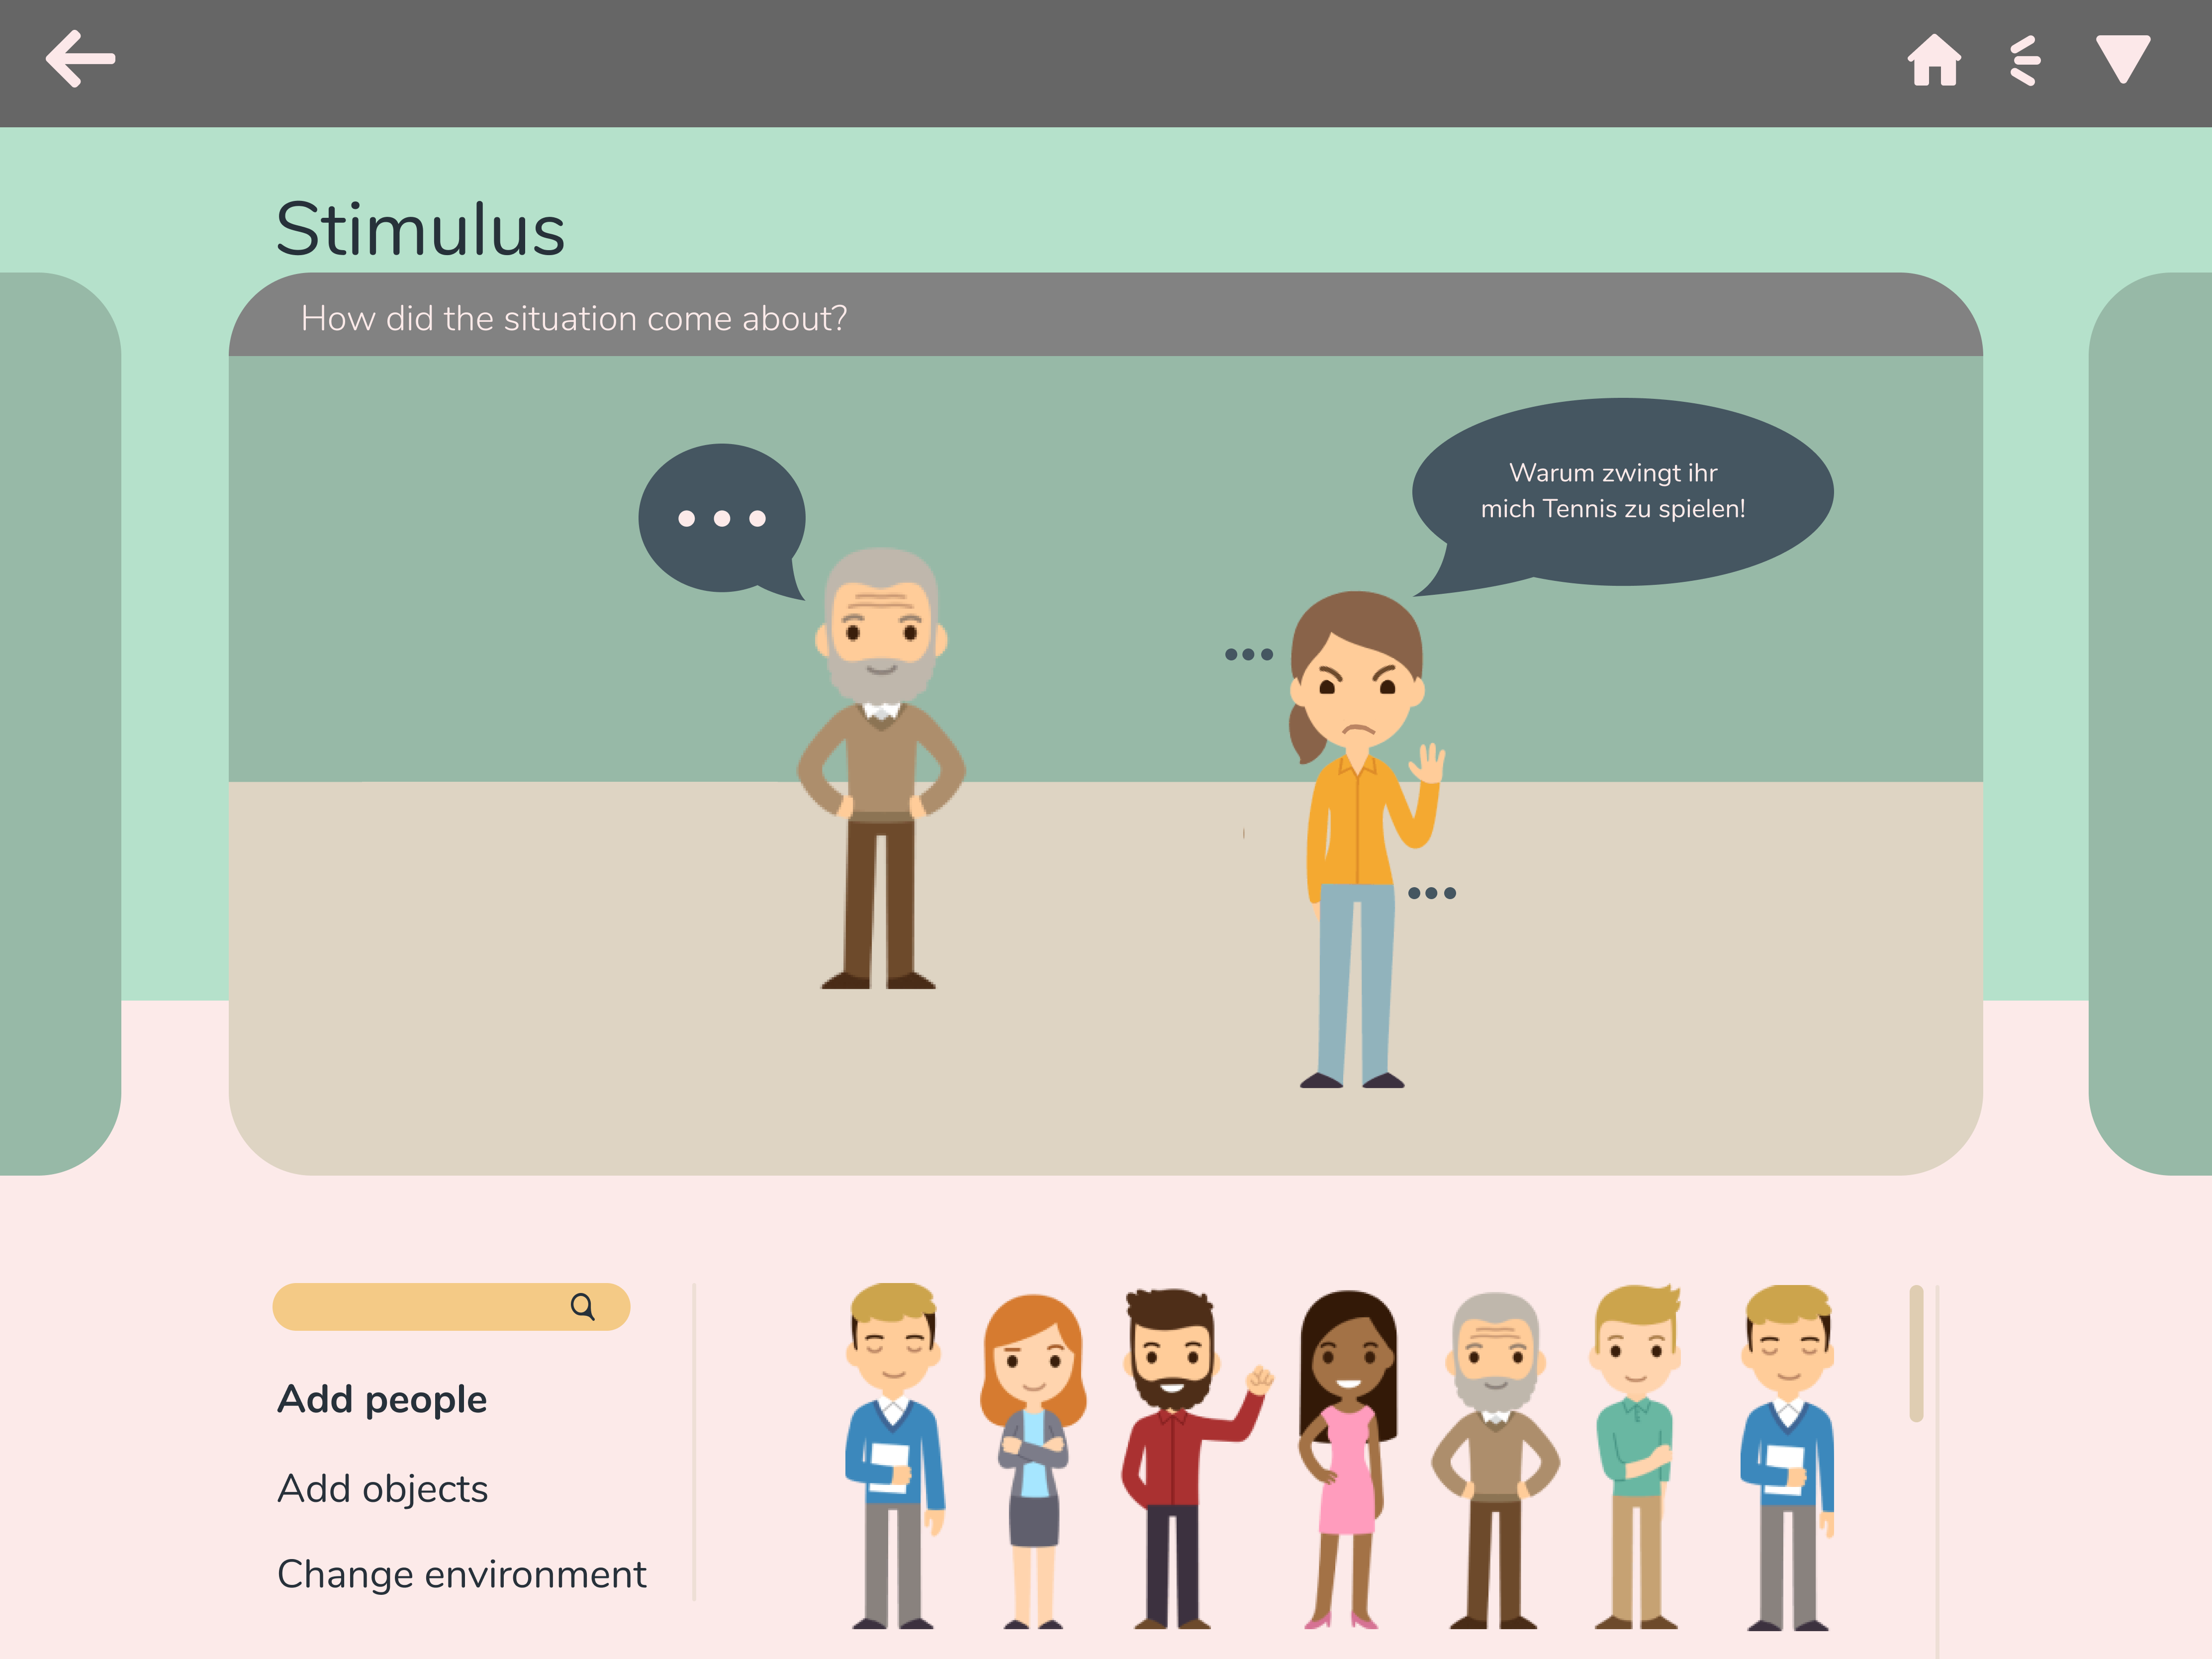 Stimulus
How did the situation come about?
Warum zwingt ihr
mich Tennis zu spielen!
Add people
Add objects
Change environment